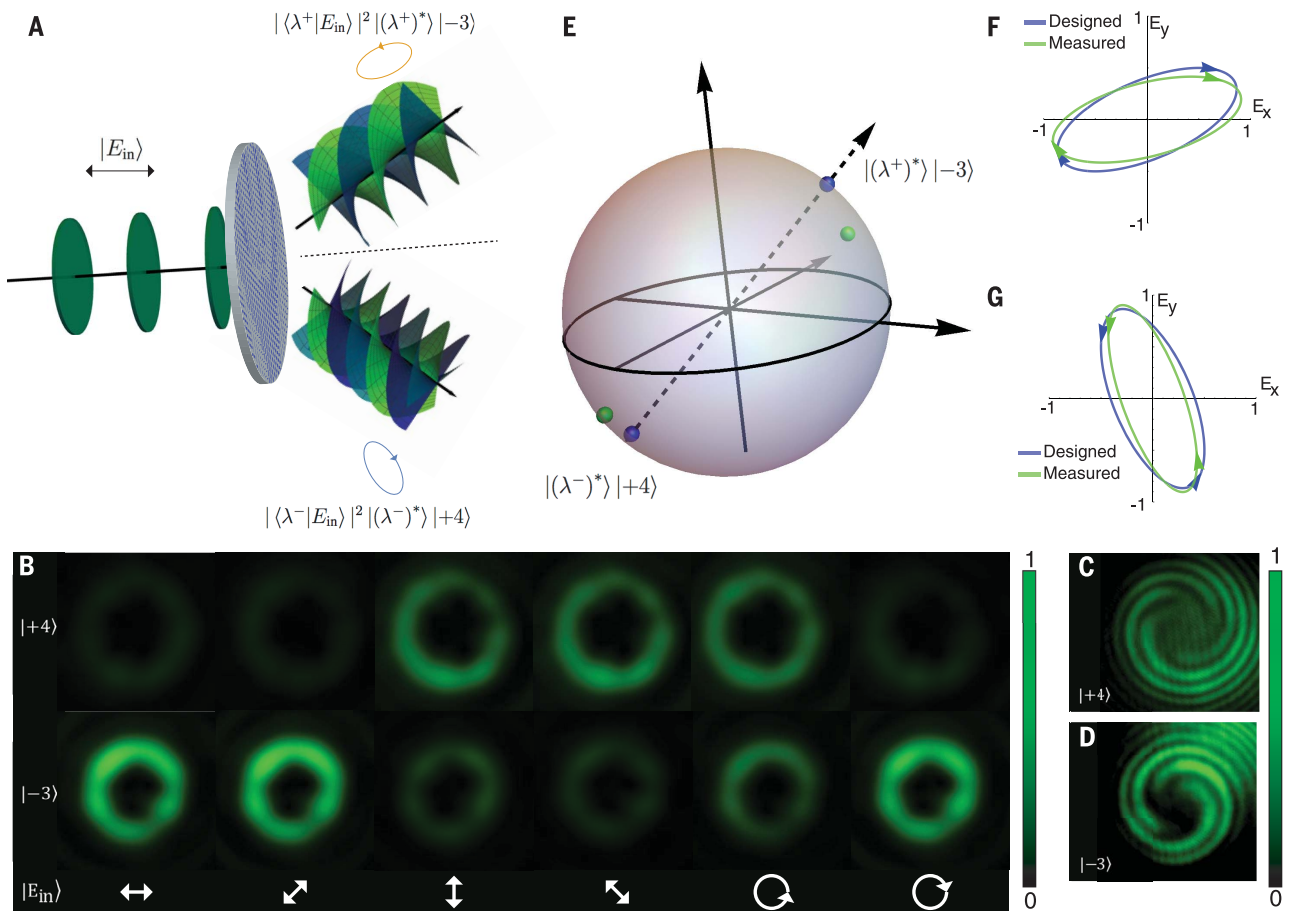 A
| ⟨λ⁺|E_in⟩ |² |(λ⁺)*⟩ |−3⟩
|E_in⟩
| ⟨λ⁻|E_in⟩ |² |(λ⁻)*⟩ |+4⟩
E
|(λ⁺)*⟩ |−3⟩
|(λ⁻)*⟩ |+4⟩
F
Designed
Measured
1
E_y
E_x
-1
1
-1
G
1
E_y
E_x
-1
1
Designed
Measured
-1
B
|+4⟩
|−3⟩
|E_in⟩
1
0
C
|+4⟩
D
|−3⟩
1
0